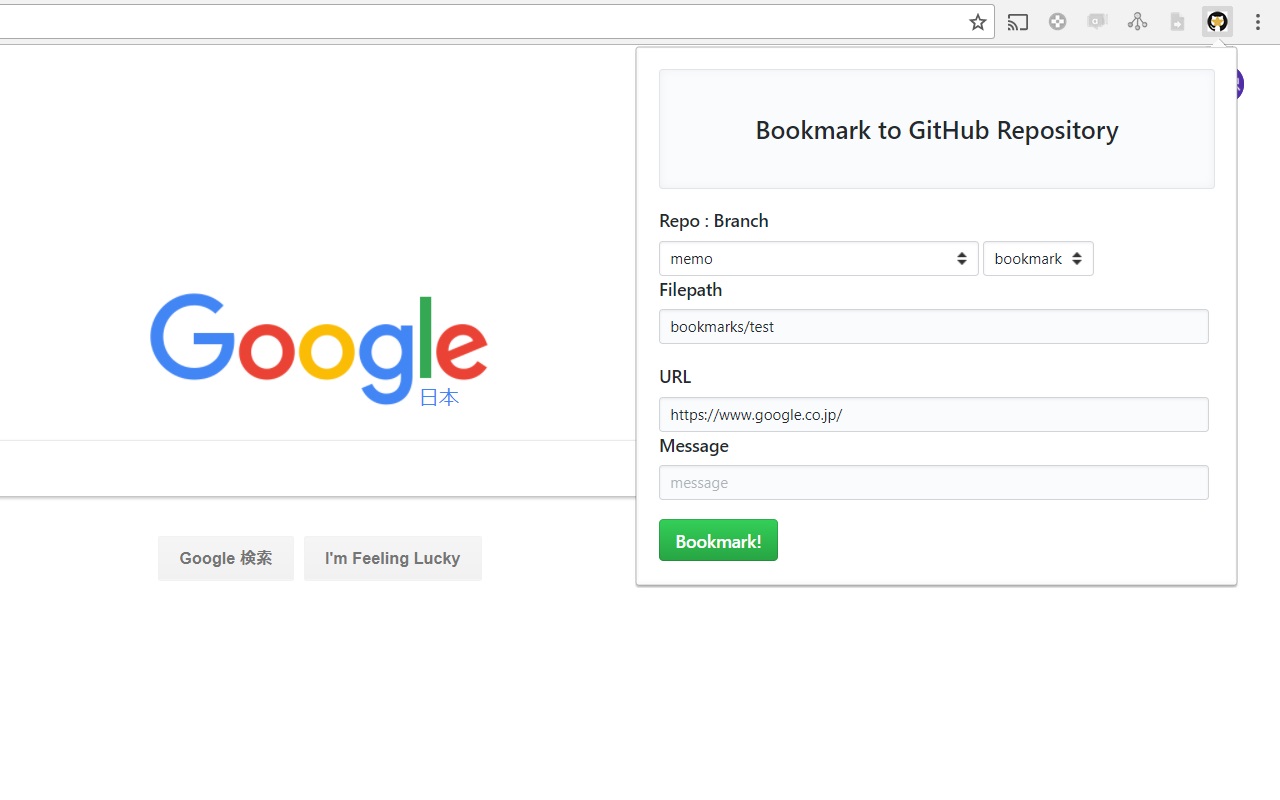 Bookmark to GitHub Repository
Repo : Branch
memo bookmark
Filepath
bookmarks/test
URL
https://www.google.co.jp/
Message
message
Bookmark!
Google
日本
Google 検索 I'm Feeling Lucky